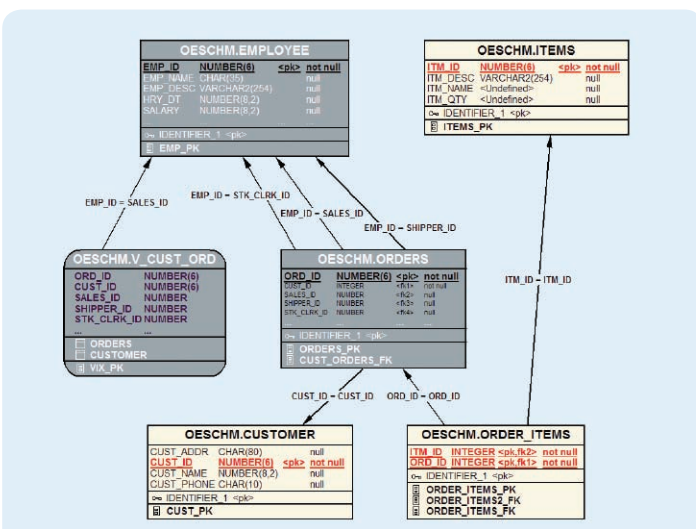 OESCHM.EMPLOYEE
EMP_ID NUMBER(6) <pk> not null
EMP_NAME CHAR(35) null
EMP_DESC VARCHAR2(254) null
HRY_DT NUMBER(8,2) null
SALARY NUMBER(8,2) null
... ... ...
IDENTIFIER_1 <pk>
EMP_PK
OESCHM.ITEMS
ITM_ID NUMBER(6) <pk> not null
ITM_DESC VARCHAR2(254) null
ITM_NAME <Undefined> null
ITM_QTY <Undefined> null
IDENTIFIER_1 <pk>
ITEMS_PK
EMP_ID = SALES_ID
EMP_ID = STK_CLRK_ID
EMP_ID = SALES_ID
EMP_ID = SHIPPER_ID
ITM_ID = ITM_ID
OESCHM.V_CUST_ORD
ORD_ID NUMBER(6)
CUST_ID NUMBER(6)
SALES_ID NUMBER
SHIPPER_ID NUMBER
STK_CLRK_ID NUMBER
... ...
ORDERS
CUSTOMER
VIX_PK
OESCHM.ORDERS
ORD_ID NUMBER(6) <pk> not null
CUST_ID INTEGER <fk1> not null
SALES_ID NUMBER <fk2> null
SHIPPER_ID NUMBER <fk3> null
STK_CLRK_ID NUMBER <fk4> null
... ... ...
IDENTIFIER_1 <pk>
ORDERS_PK
CUST_ORDERS_FK
CUST_ID = CUST_ID
ORD_ID = ORD_ID
OESCHM.CUSTOMER
CUST_ADDR CHAR(80) null
CUST_ID NUMBER(6) <pk> not null
CUST_NAME NUMBER(8,2) null
CUST_PHONE CHAR(10) null
IDENTIFIER_1 <pk>
CUST_PK
OESCHM.ORDER_ITEMS
ITM_ID INTEGER <pk,fk2> not null
ORD_ID INTEGER <pk,fk1> not null
IDENTIFIER_1 <pk>
ORDER_ITEMS_PK
ORDER_ITEMS2_FK
ORDER_ITEMS_FK